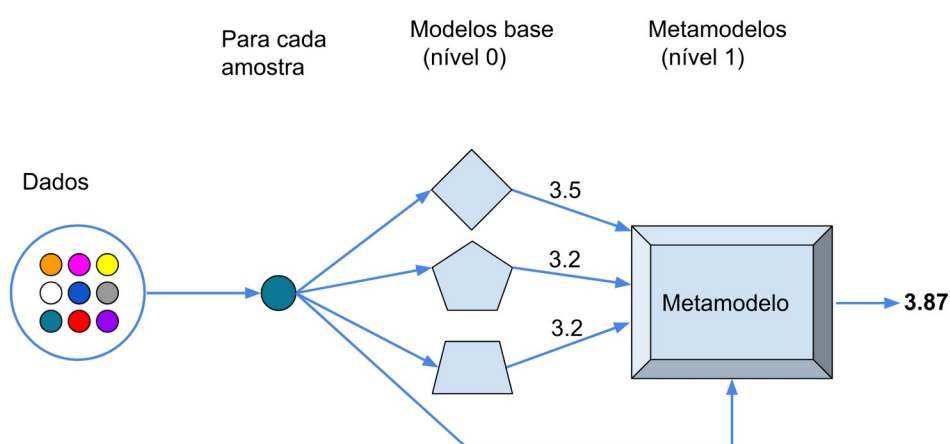 Para cada
amostra
Modelos base
(nível 0)
Metamodelos
(nível 1)
Dados
3.5
3.2
3.2
Metamodelo
3.87